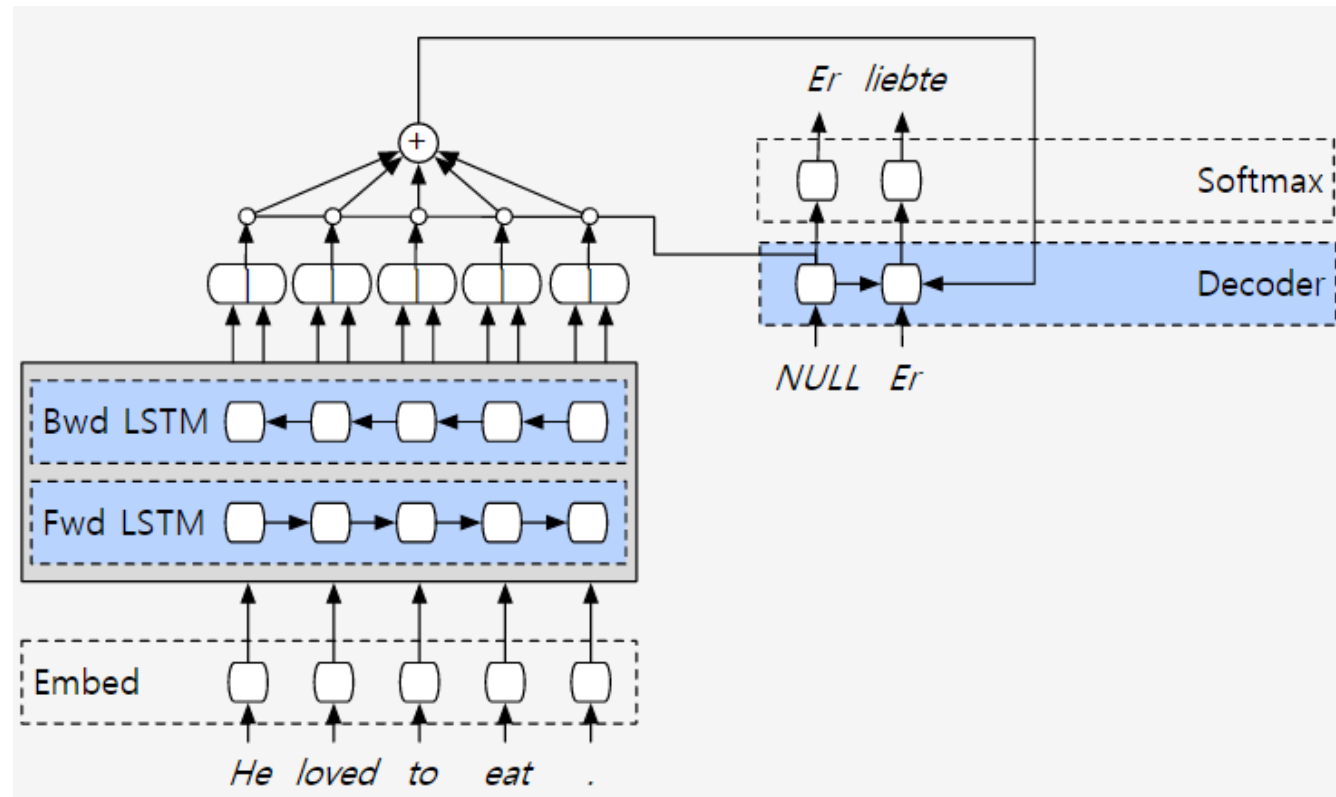 Er liebte
+
Softmax
Decoder
NULL Er
Bwd LSTM
Fwd LSTM
Embed
He loved to eat .